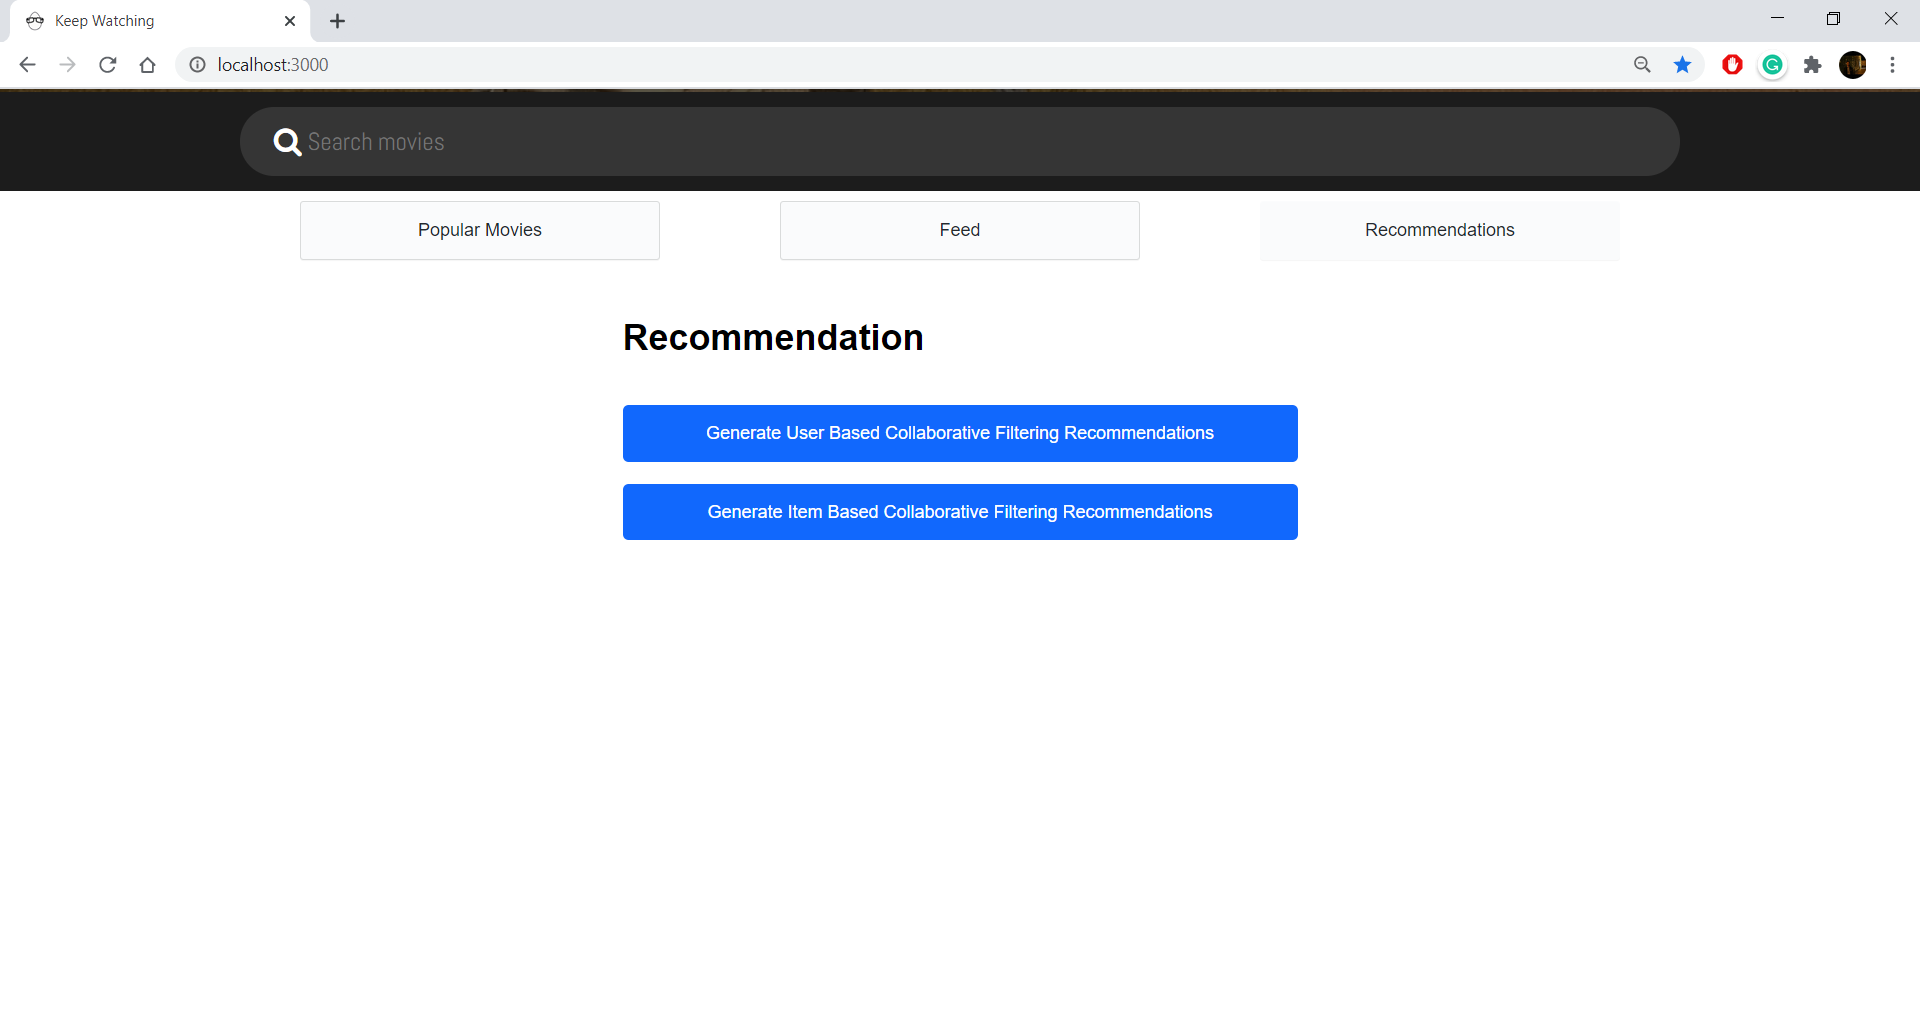 Keep Watching
localhost:3000
Search movies
Popular Movies
Feed
Recommendations
Recommendation
Generate User Based Collaborative Filtering Recommendations
Generate Item Based Collaborative Filtering Recommendations